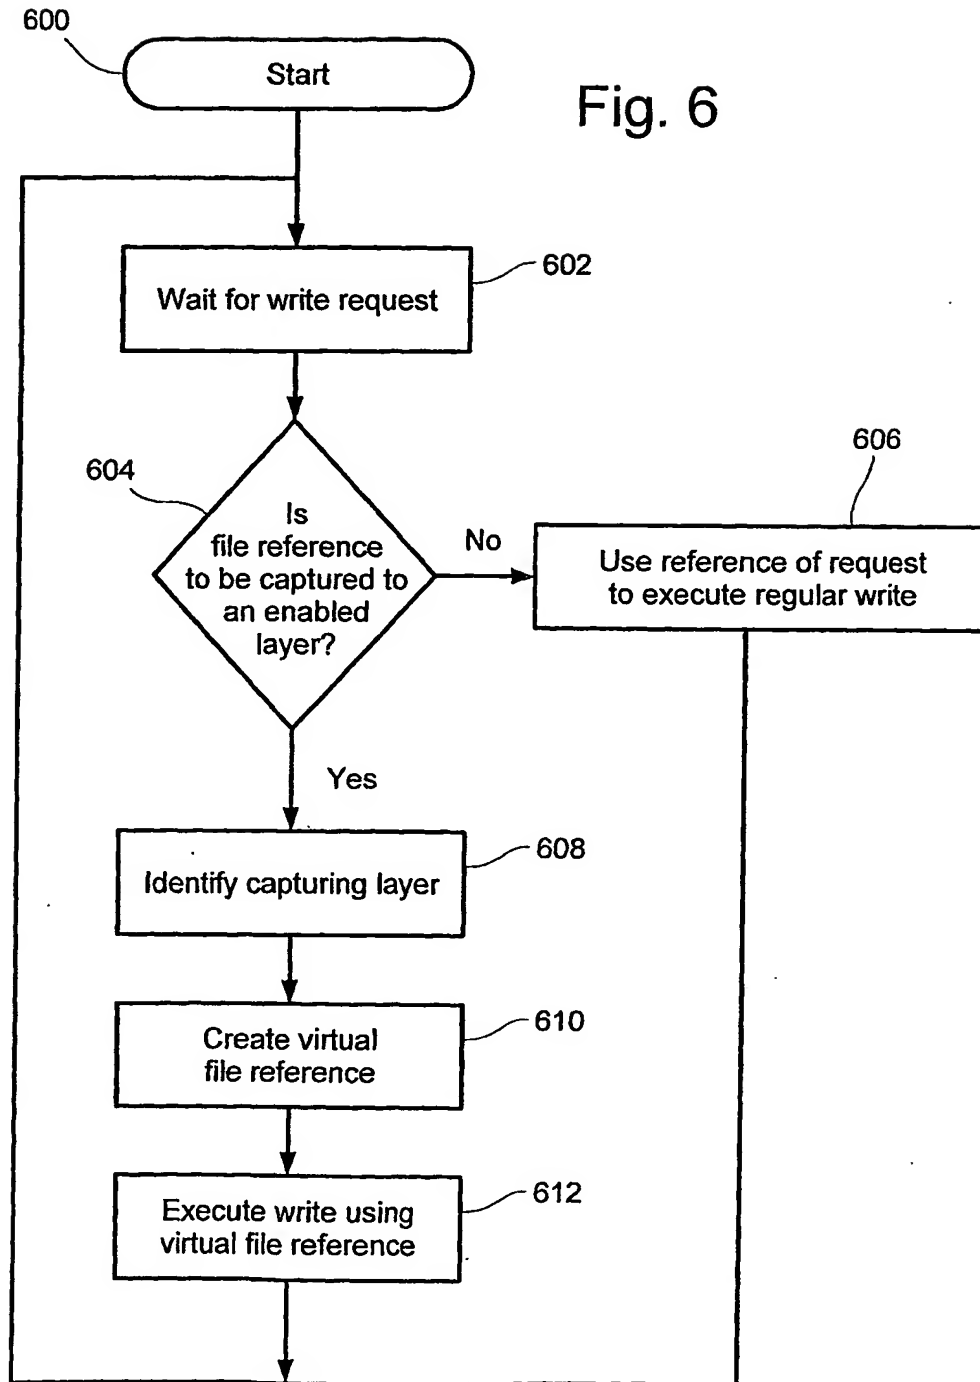 600
Start
Fig. 6
602
Wait for write request
604
606
Is
file reference
to be captured to
an enabled
layer?
No
Use reference of request
to execute regular write
Yes
608
Identify capturing layer
610
Create virtual
file reference
612
Execute write using
virtual file reference